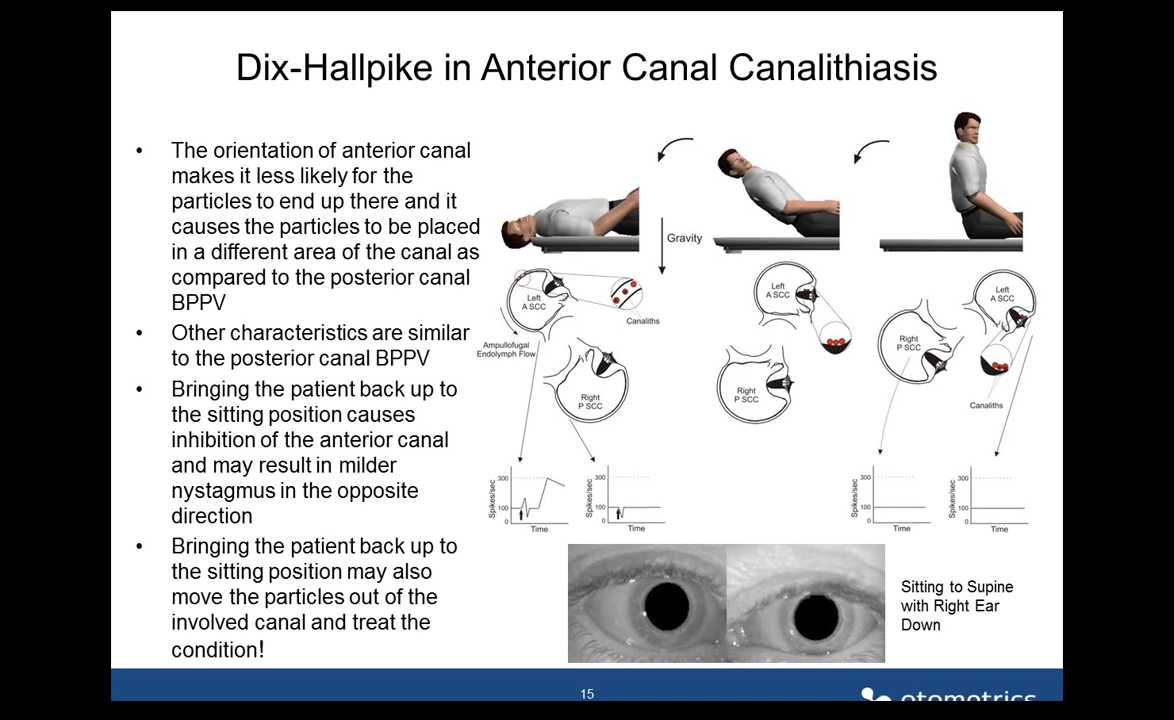 Dix-Hallpike in Anterior Canal Canalithiasis
• The orientation of anterior canal
makes it less likely for the
particles to end up there and it
causes the particles to be placed
in a different area of the canal as
compared to the posterior canal
BPPV
• Other characteristics are similar
to the posterior canal BPPV
• Bringing the patient back up to
the sitting position causes
inhibition of the anterior canal
and may result in milder
nystagmus in the opposite
direction
• Bringing the patient back up to
the sitting position may also
move the particles out of the
involved canal and treat the
condition!
Gravity
Left
A SCC
Canaliths
Ampullofugal
Endolymph Flow
Right
P SCC
Left
A SCC
Right
P SCC
Left
A SCC
Right
P SCC
Canaliths
Spikes/sec
300
100
0
Time
Spikes/sec
300
100
0
Time
Spikes/sec
300
100
0
Time
Spikes/sec
300
100
0
Time
Sitting to Supine
with Right Ear
Down
15
otometrics